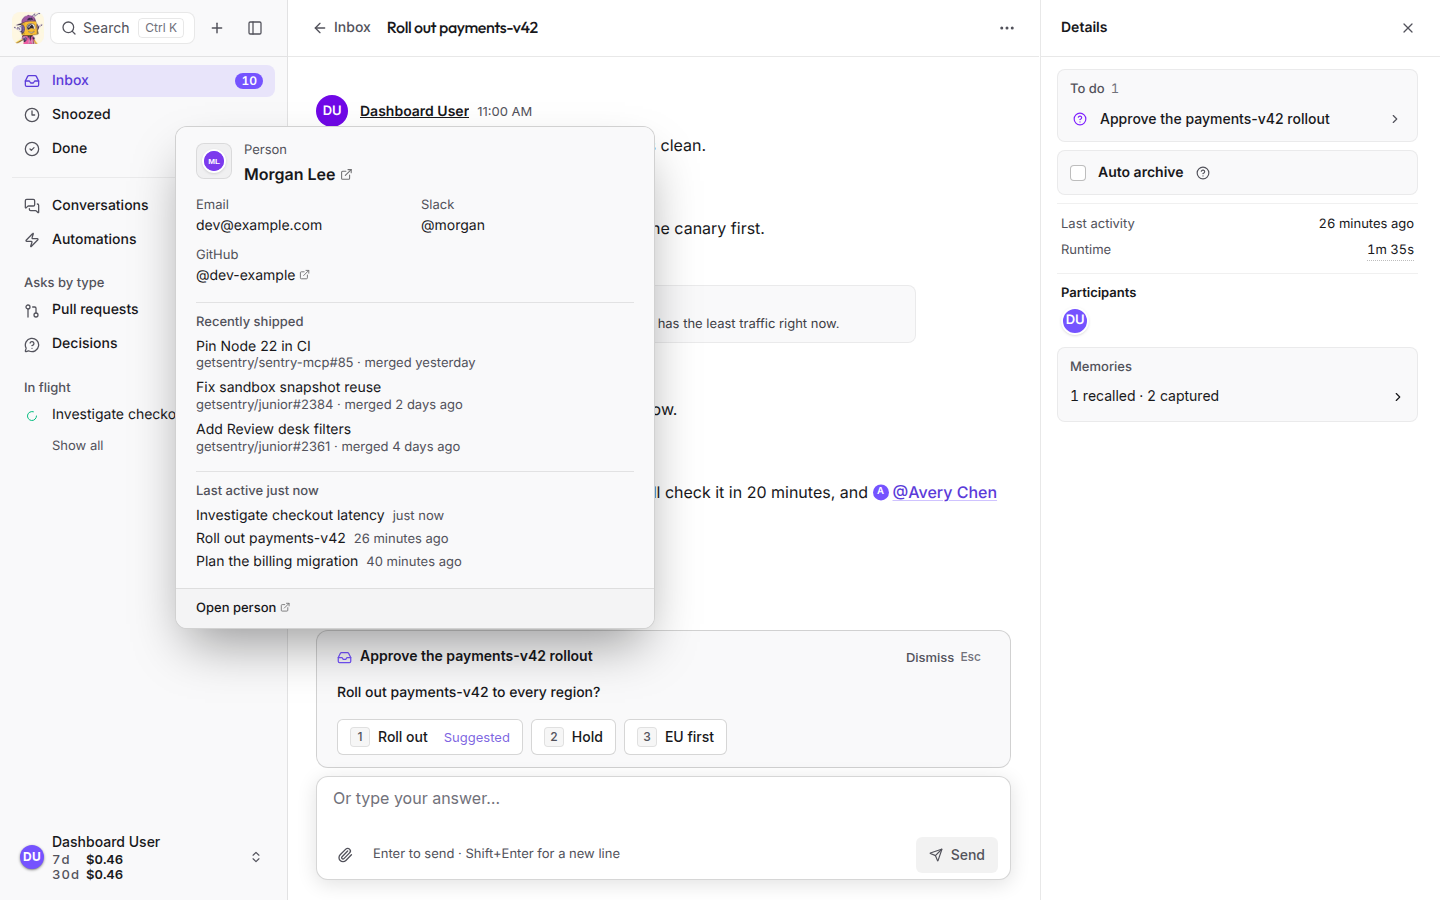 Search Ctrl K
Inbox 10
Snoozed
Done
Conversations
Automations
Asks by type
Pull requests
Decisions
In flight
Investigate checko
Show all
DU
Dashboard User
7d $0.46
30d $0.46
Inbox Roll out payments-v42
DU Dashboard User 11:00 AM
clean.
canary first.
has the least traffic right now.
ow.
ll check it in 20 minutes, and A @Avery Chen
ML
Person
Morgan Lee
Email
Slack
dev@example.com
@morgan
GitHub
@dev-example
Recently shipped
Pin Node 22 in CI
getsentry/sentry-mcp#85 · merged yesterday
Fix sandbox snapshot reuse
getsentry/junior#2384 · merged 2 days ago
Add Review desk filters
getsentry/junior#2361 · merged 4 days ago
Last active just now
Investigate checkout latency just now
Roll out payments-v42 26 minutes ago
Plan the billing migration 40 minutes ago
Open person
Approve the payments-v42 rollout
Dismiss Esc
Roll out payments-v42 to every region?
1 Roll out Suggested
2 Hold
3 EU first
Or type your answer...
Enter to send · Shift+Enter for a new line
Send
Details
To do 1
Approve the payments-v42 rollout
Auto archive
Last activity 26 minutes ago
Runtime 1m 35s
Participants
DU
Memories
1 recalled · 2 captured